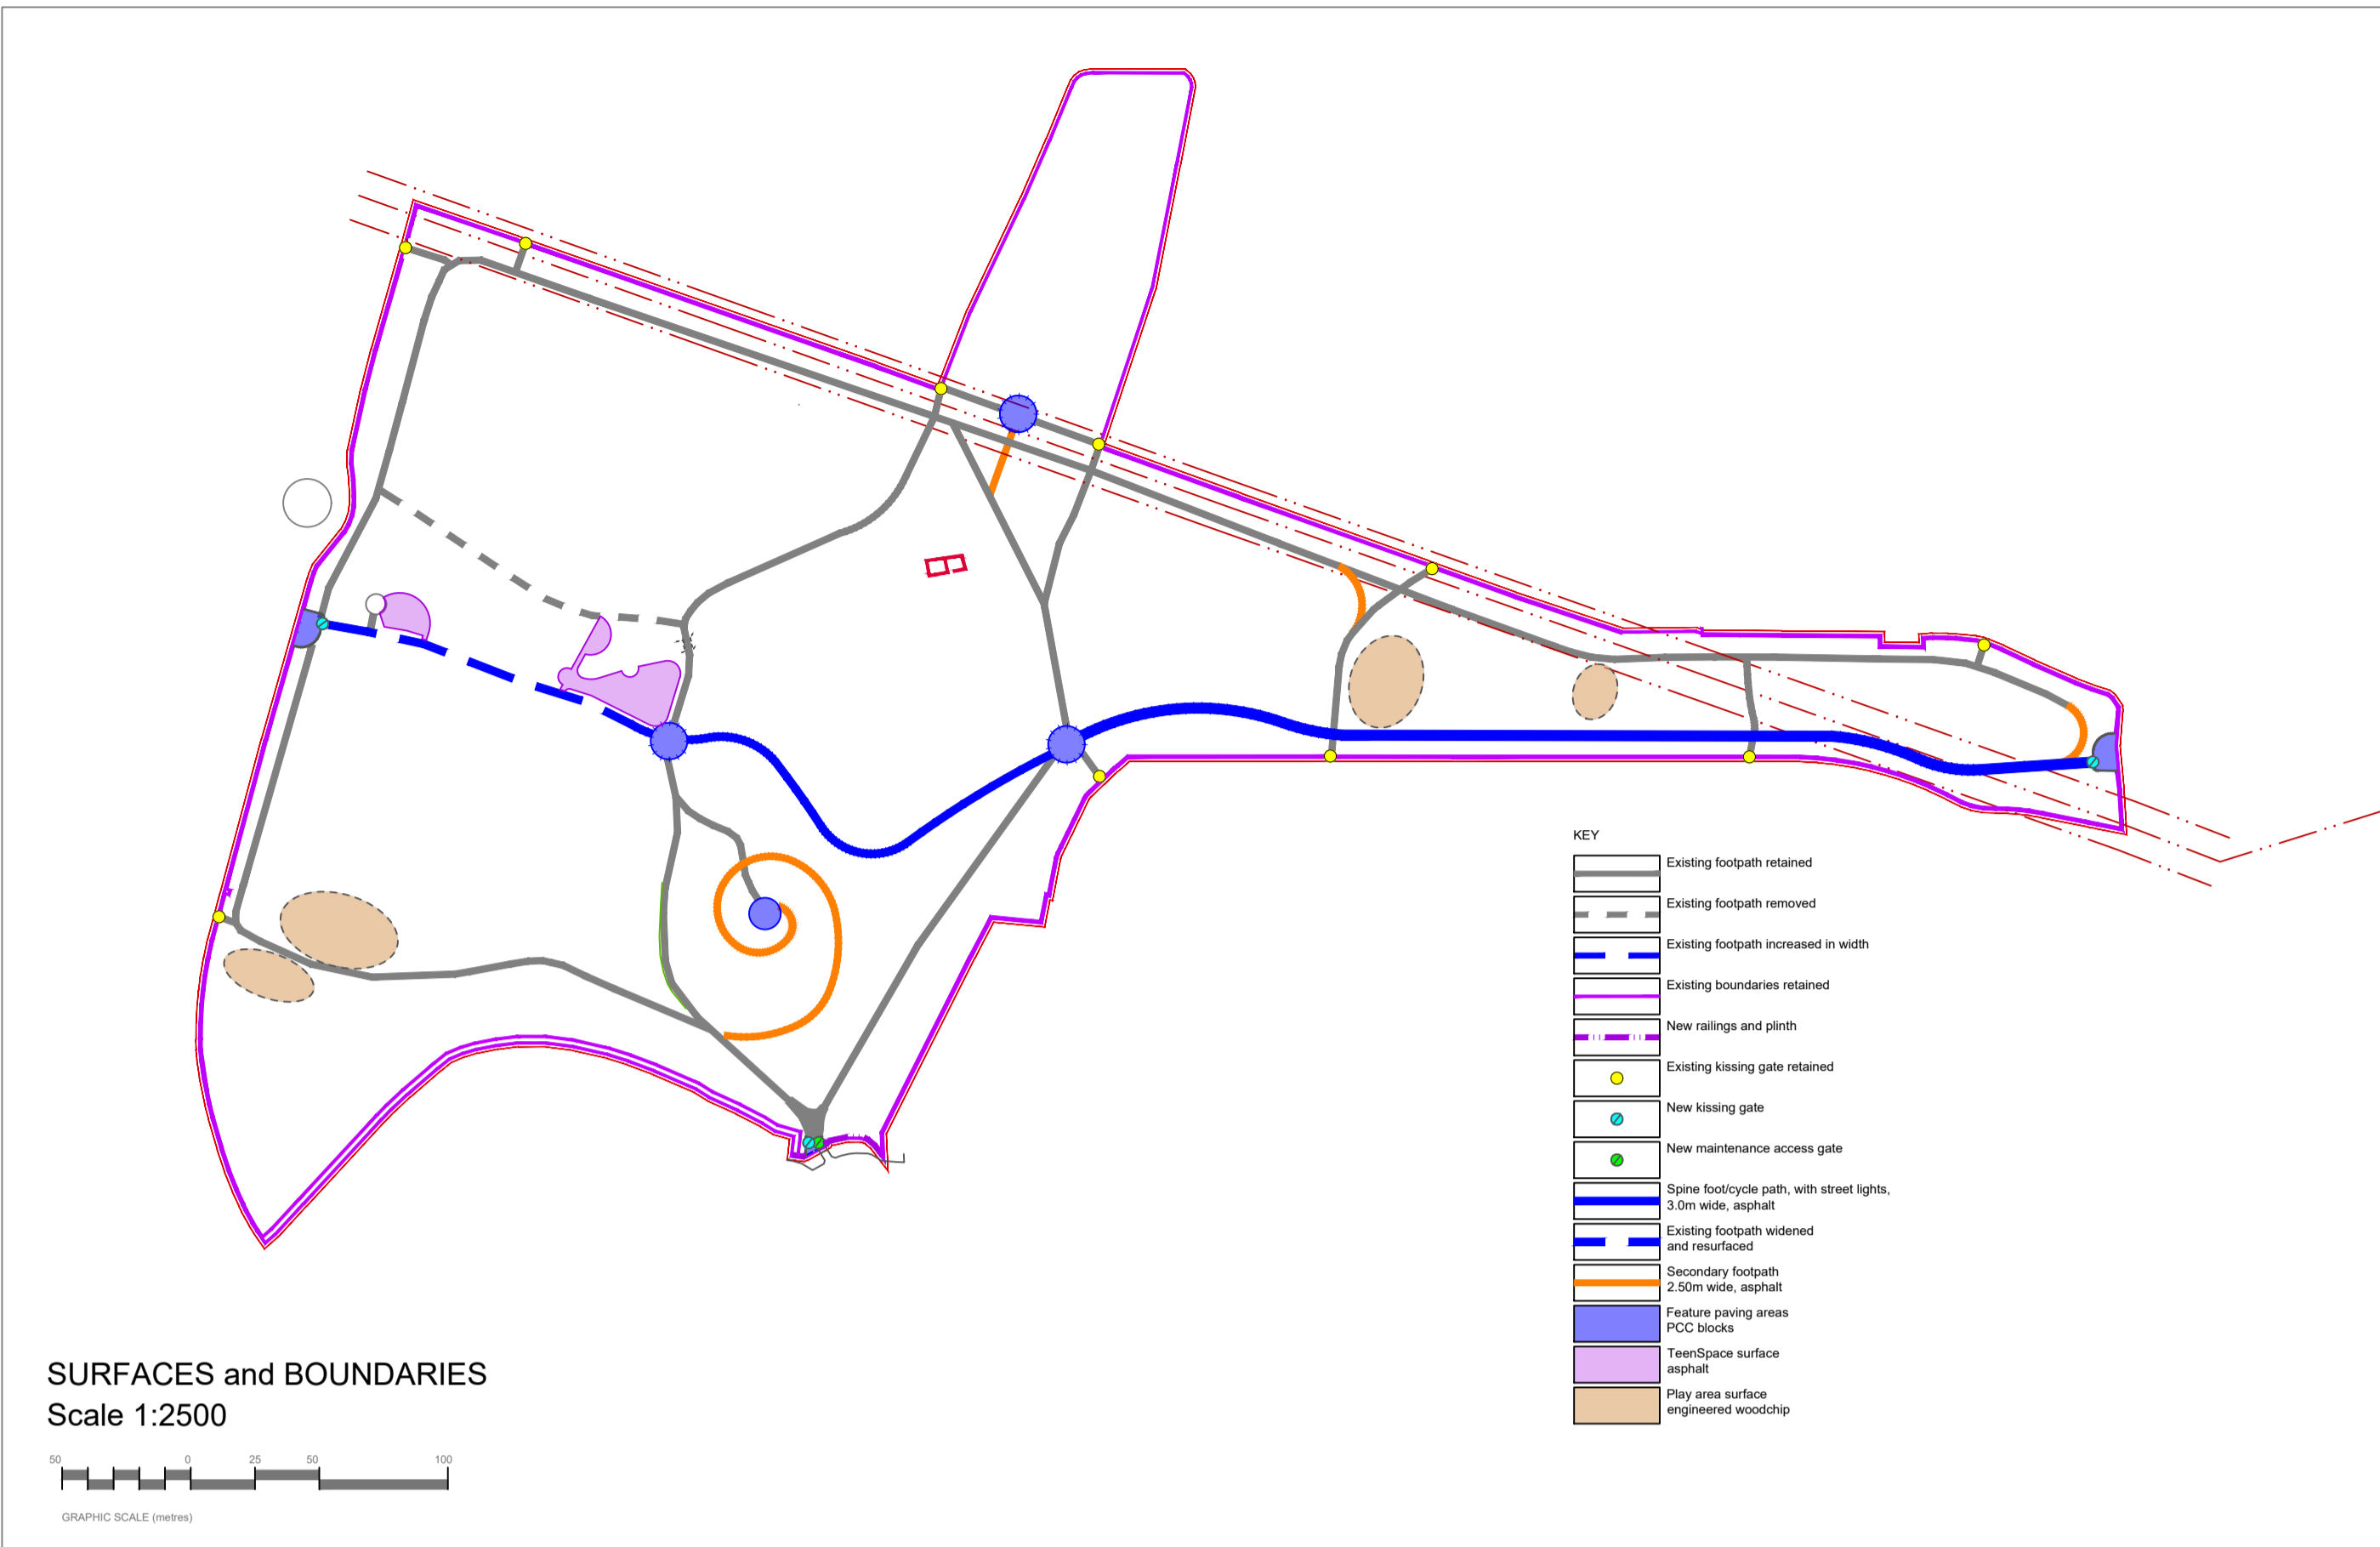 KEY
Existing footpath retained
Existing footpath removed
Existing footpath increased in width
Existing boundaries retained
New railings and plinth
Existing kissing gate retained
New kissing gate
New maintenance access gate
Spine foot/cycle path, with street lights,
3.0m wide, asphalt
Existing footpath widened
and resurfaced
Secondary footpath
2.50m wide, asphalt
Feature paving areas
PCC blocks
TeenSpace surface
asphalt
Play area surface
engineered woodchip
SURFACES and BOUNDARIES
Scale 1:2500
50 0 25 50 100
GRAPHIC SCALE (metres)